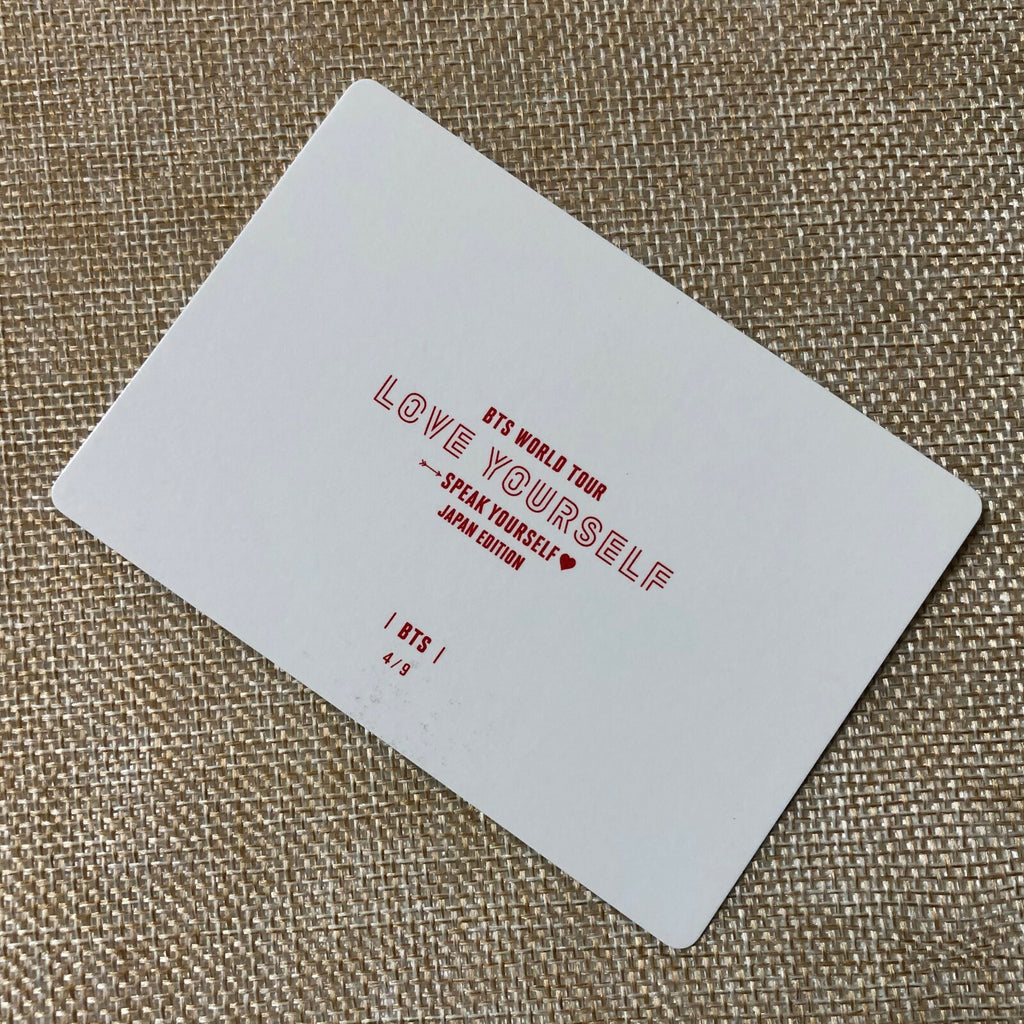 BTS WORLD TOUR
LOVE YOURSELF
SPEAK YOURSELF
JAPAN EDITION
| BTS |
4/9